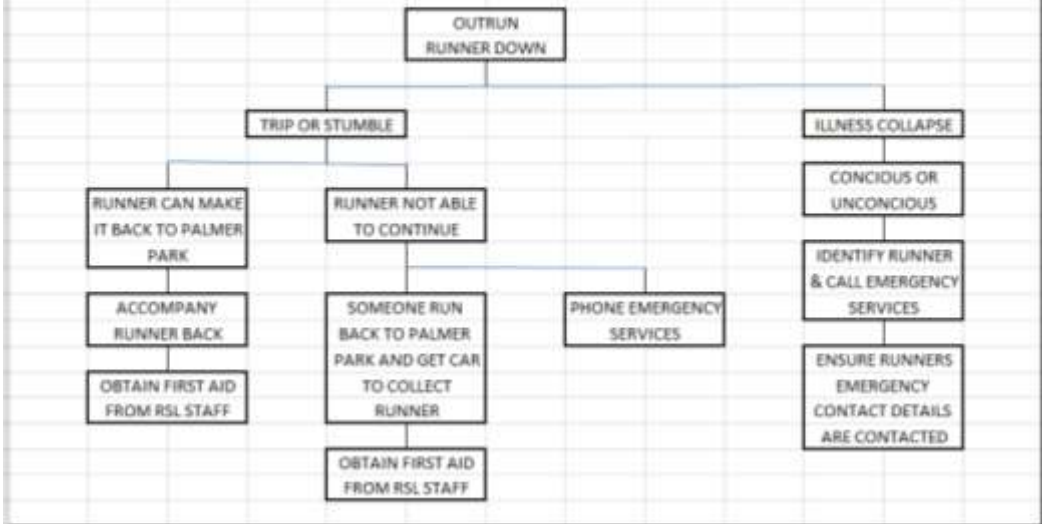 OUTRUN
RUNNER DOWN
TRIP OR STUMBLE
ILLNESS COLLAPSE
RUNNER CAN MAKE
IT BACK TO PALMER
PARK
RUNNER NOT ABLE
TO CONTINUE
CONCIOUS OR
UNCONCIOUS
ACCOMPANY
RUNNER BACK
SOMEONE RUN
BACK TO PALMER
PARK AND GET CAR
TO COLLECT
RUNNER
PHONE EMERGENCY
SERVICES
IDENTIFY RUNNER
& CALL EMERGENCY
SERVICES
OBTAIN FIRST AID
FROM RSL STAFF
OBTAIN FIRST AID
FROM RSL STAFF
ENSURE RUNNERS
EMERGENCY
CONTACT DETAILS
ARE CONTACTED